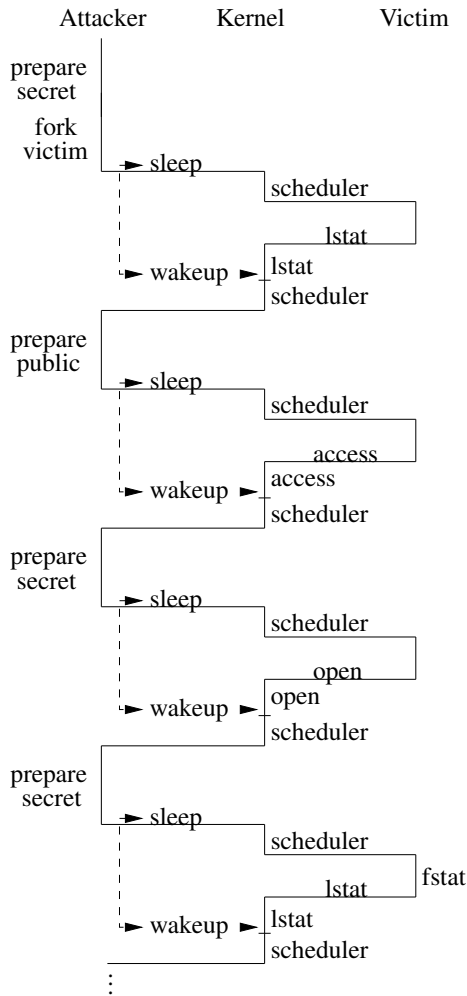 Attacker Kernel Victim
prepare
secret
fork
victim
sleep
scheduler
lstat
wakeup
lstat
scheduler
prepare
public
sleep
scheduler
access
access
wakeup
scheduler
prepare
secret
sleep
scheduler
open
open
wakeup
scheduler
prepare
secret
sleep
scheduler
fstat
lstat
wakeup
lstat
scheduler
⋮